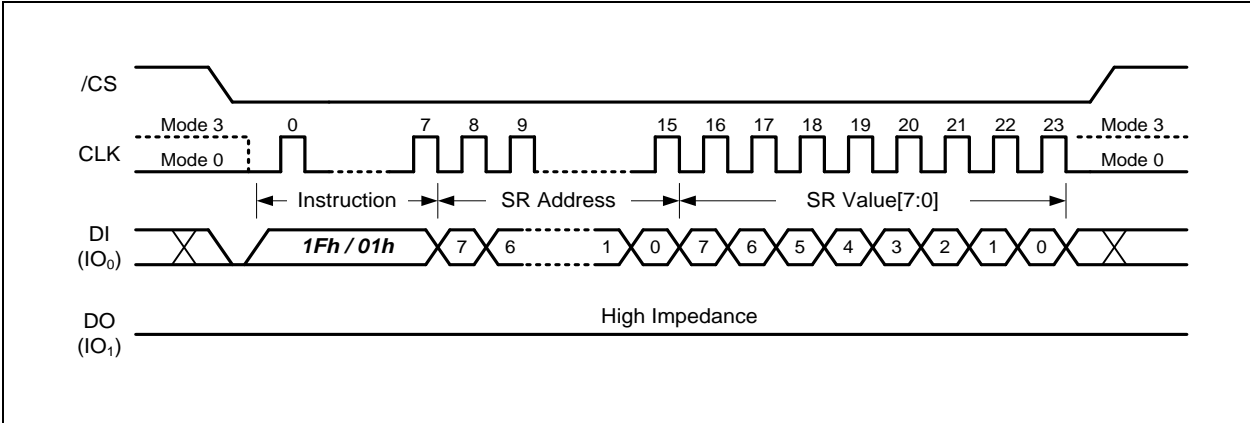 /CS
Mode 3 0 7 8 9 15 16 17 18 19 20 21 22 23 Mode 3
CLK
Mode 0 Mode 0
Instruction SR Address SR Value[7:0]
DI
(IO₀)
1Fh / 01h 7 6 1 0 7 6 5 4 3 2 1 0
High Impedance
DO
(IO₁)